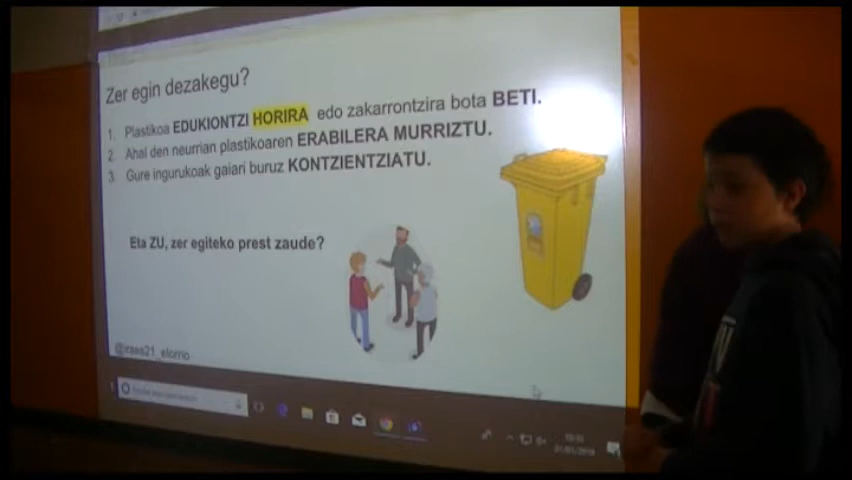 Zer egin dezakegu?
1. Plastikoa EDUKIONTZI HORIRA edo zakarrontzira bota BETI.
2. Ahal den neurrian plastikoaren ERABILERA MURRIZTU.
3. Gure ingurukoak gaiari buruz KONTZIENTZIATU.
Eta ZU, zer egiteko prest zaude?